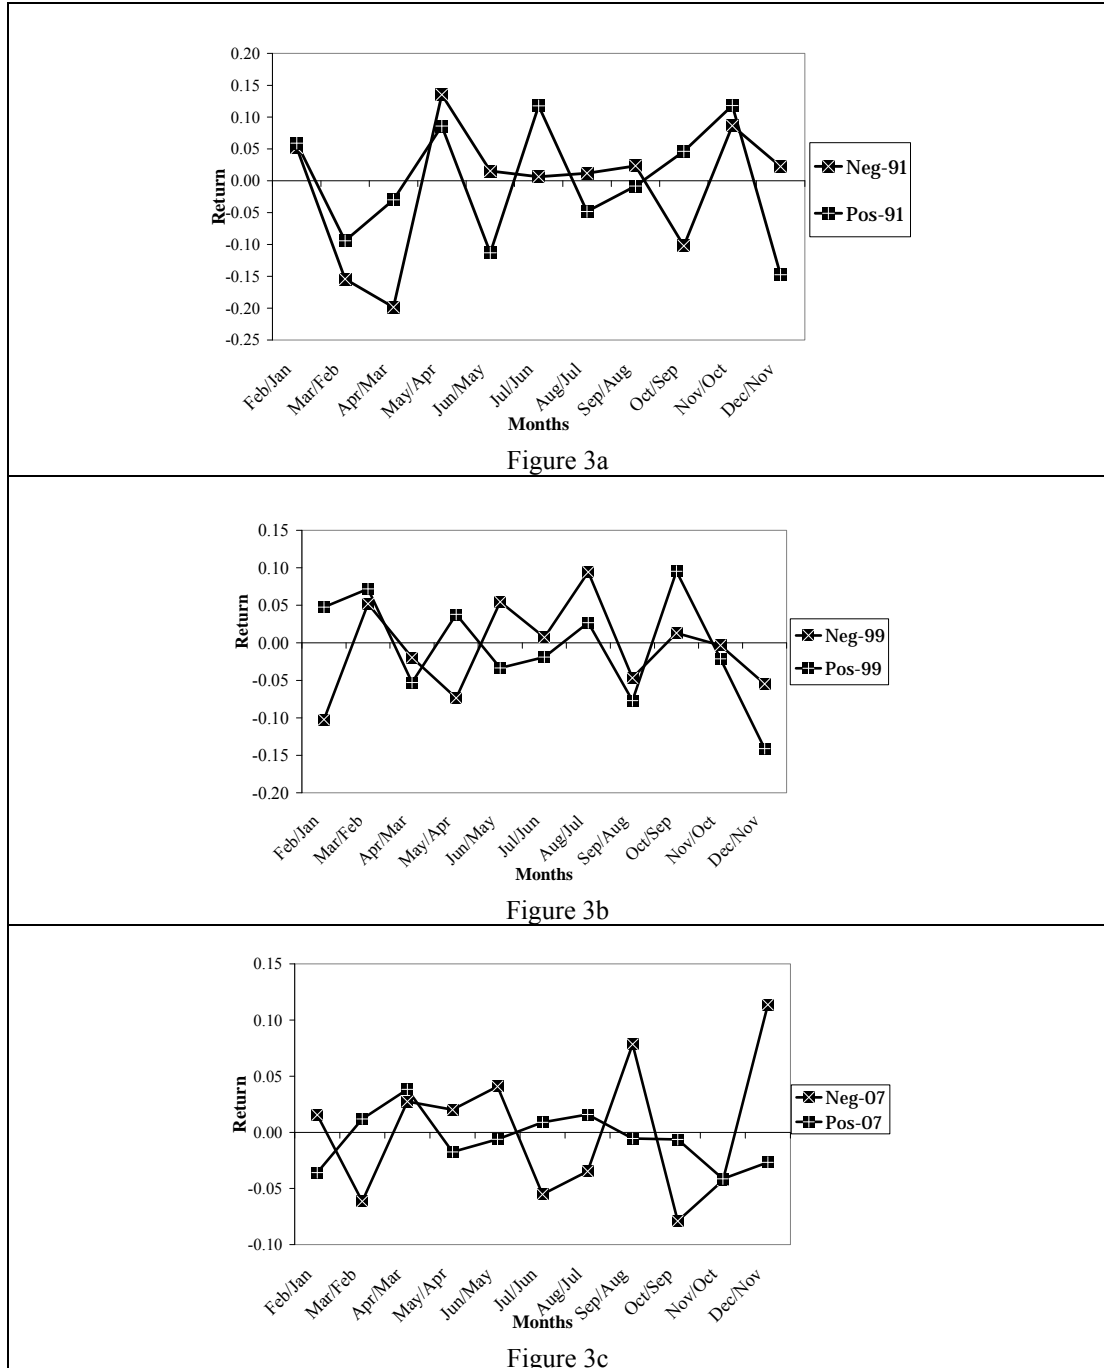 0.20
0.15
0.10
0.05
0.00
-0.05
-0.10
-0.15
-0.20
-0.25
Return
Feb/Jan
Mar/Feb
Apr/Mar
May/Apr
Jun/May
Jul/Jun
Aug/Jul
Sep/Aug
Oct/Sep
Nov/Oct
Dec/Nov
Months
Neg-91
Pos-91
Figure 3a
0.15
0.10
0.05
0.00
-0.05
-0.10
-0.15
-0.20
Return
Feb/Jan
Mar/Feb
Apr/Mar
May/Apr
Jun/May
Jul/Jun
Aug/Jul
Sep/Aug
Oct/Sep
Nov/Oct
Dec/Nov
Months
Neg-99
Pos-99
Figure 3b
0.15
0.10
0.05
0.00
-0.05
-0.10
Return
Feb/Jan
Mar/Feb
Apr/Mar
May/Apr
Jun/May
Jul/Jun
Aug/Jul
Sep/Aug
Oct/Sep
Nov/Oct
Dec/Nov
Months
Neg-07
Pos-07
Figure 3c